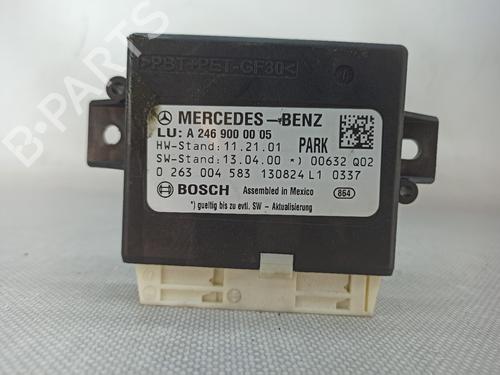 >PBT+PET-GF30<
MERCEDES-BENZ
LU: A 246 900 00 05 PARK
HW-Stand: 11.21.01
SW-Stand: 13.04.00 *) 00632 Q02
0 263 004 583 130824 L1 0337
BOSCH Assembled in Mexico 864
*) gueltig bis zu evtl. SW - Aktualisierung
B-PARTS